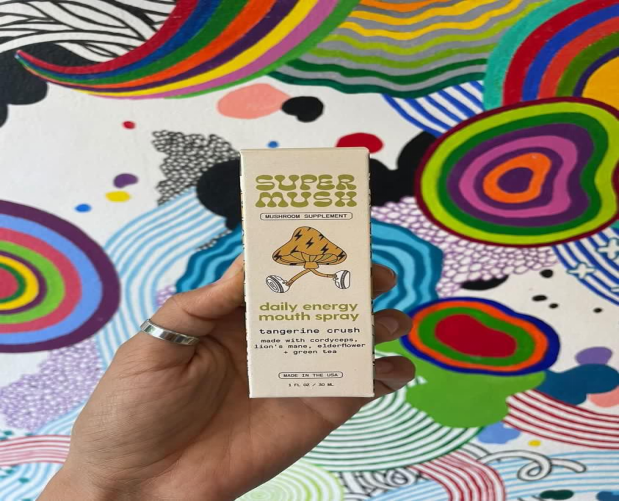 SUPER
MUSH
MUSHROOM SUPPLEMENT
daily energy
mouth spray
tangerine crush
made with cordyceps,
lion's mane, elderflower
+ green tea
MADE IN THE USA
1 FL OZ / 30 ML